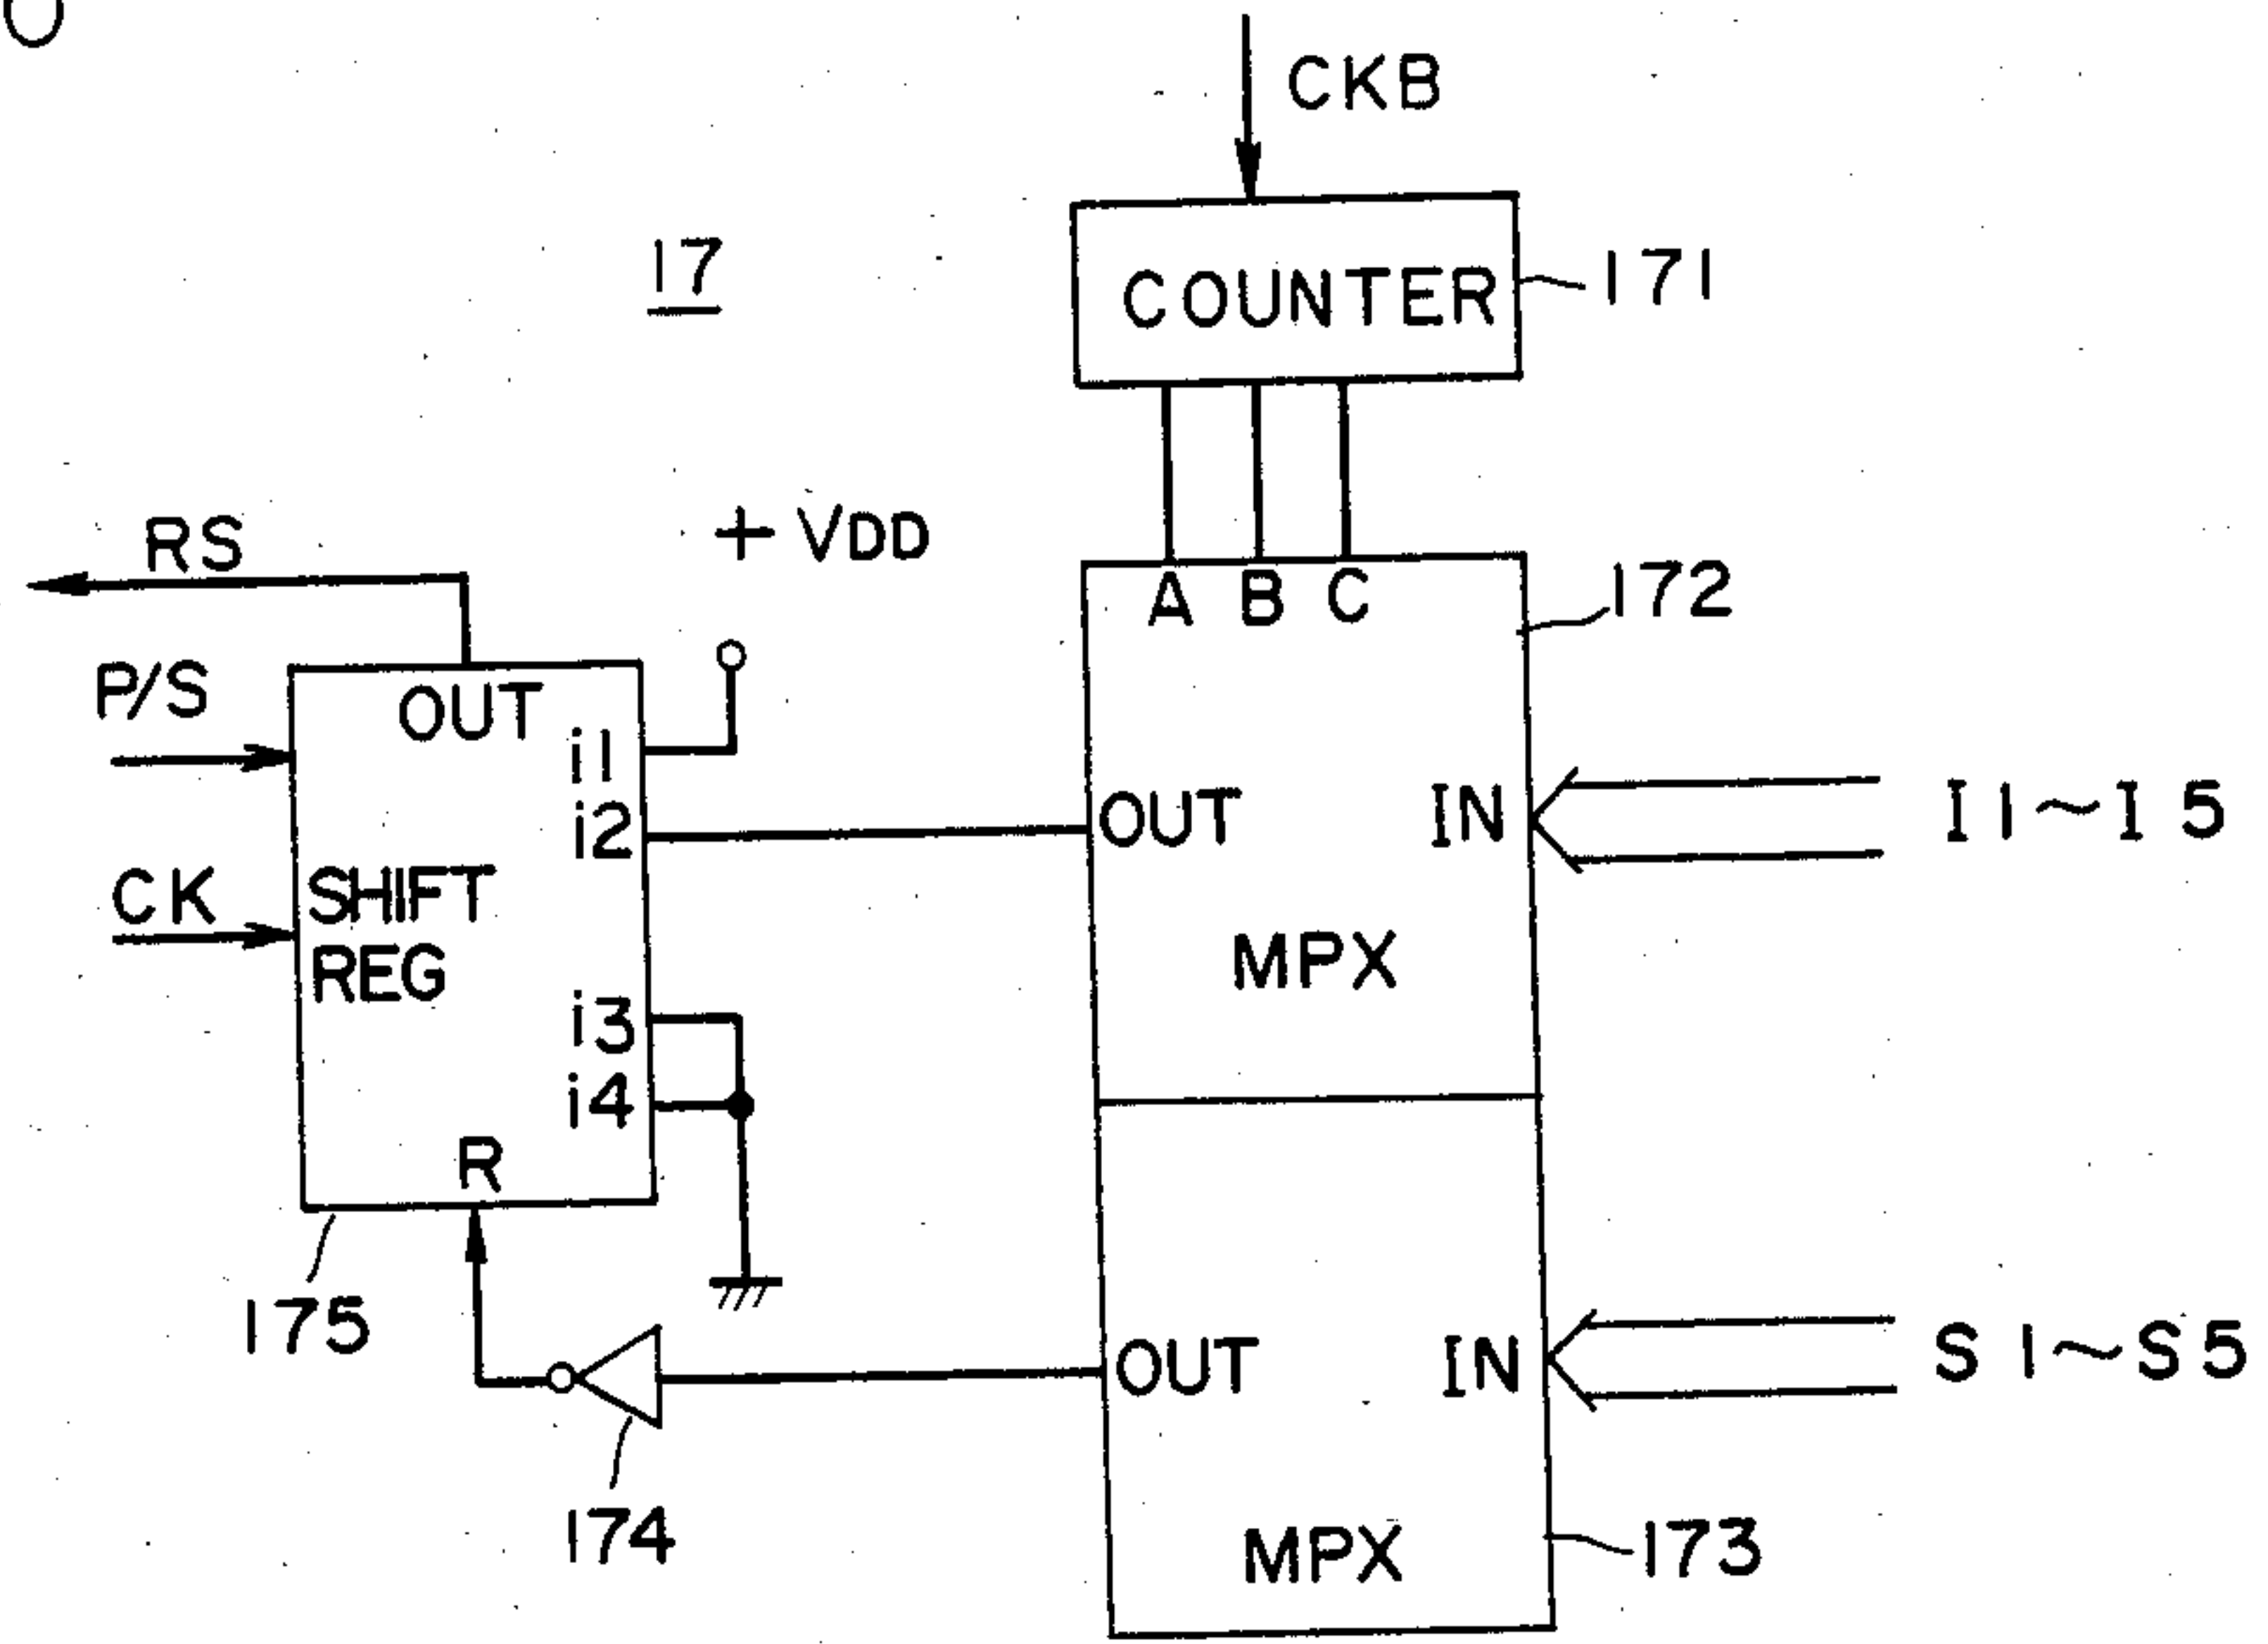 CKB
17
COUNTER
171
RS
+ VDD
A B C
172
P/S
OUT
i1
i2
OUT
IN
I1~I5
CK
SHIFT
REG
MPX
i3
i4
R
175
OUT
IN
S1~S5
174
MPX
173